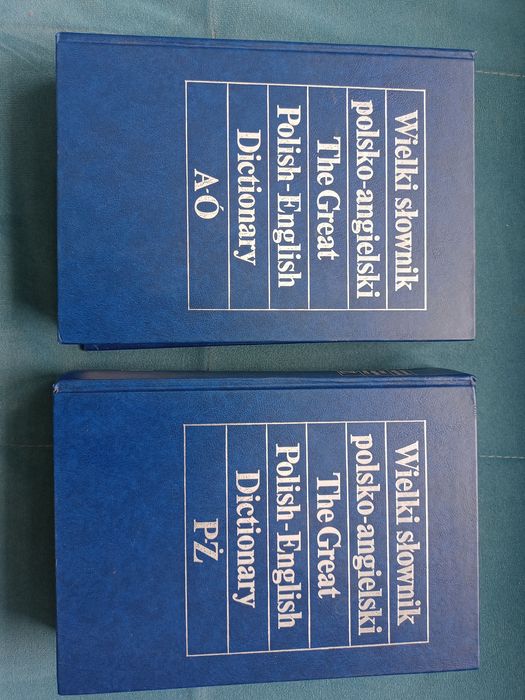 Wielki słownik
polsko-angielski
The Great
Polish-English
Dictionary
A-Ó
Wielki słownik
polsko-angielski
The Great
Polish-English
Dictionary
P-Ż